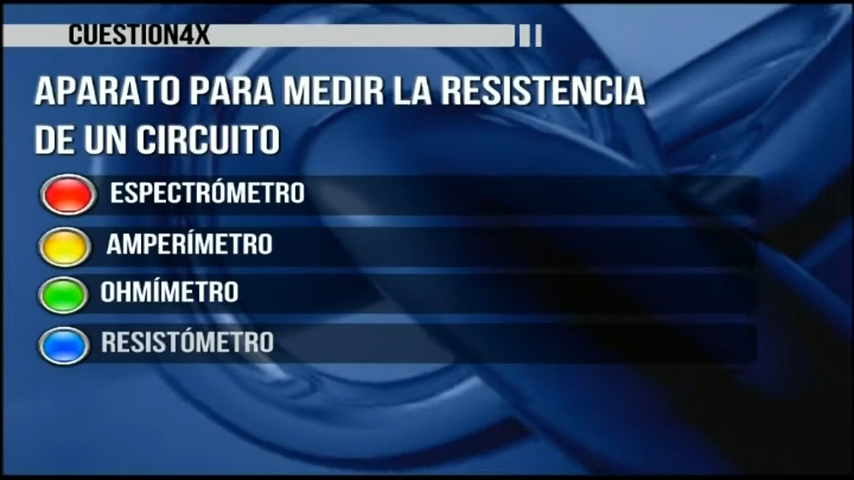 CUESTION4X
APARATO PARA MEDIR LA RESISTENCIA
DE UN CIRCUITO
ESPECTRÓMETRO
AMPERÍMETRO
OHMÍMETRO
RESISTÓMETRO